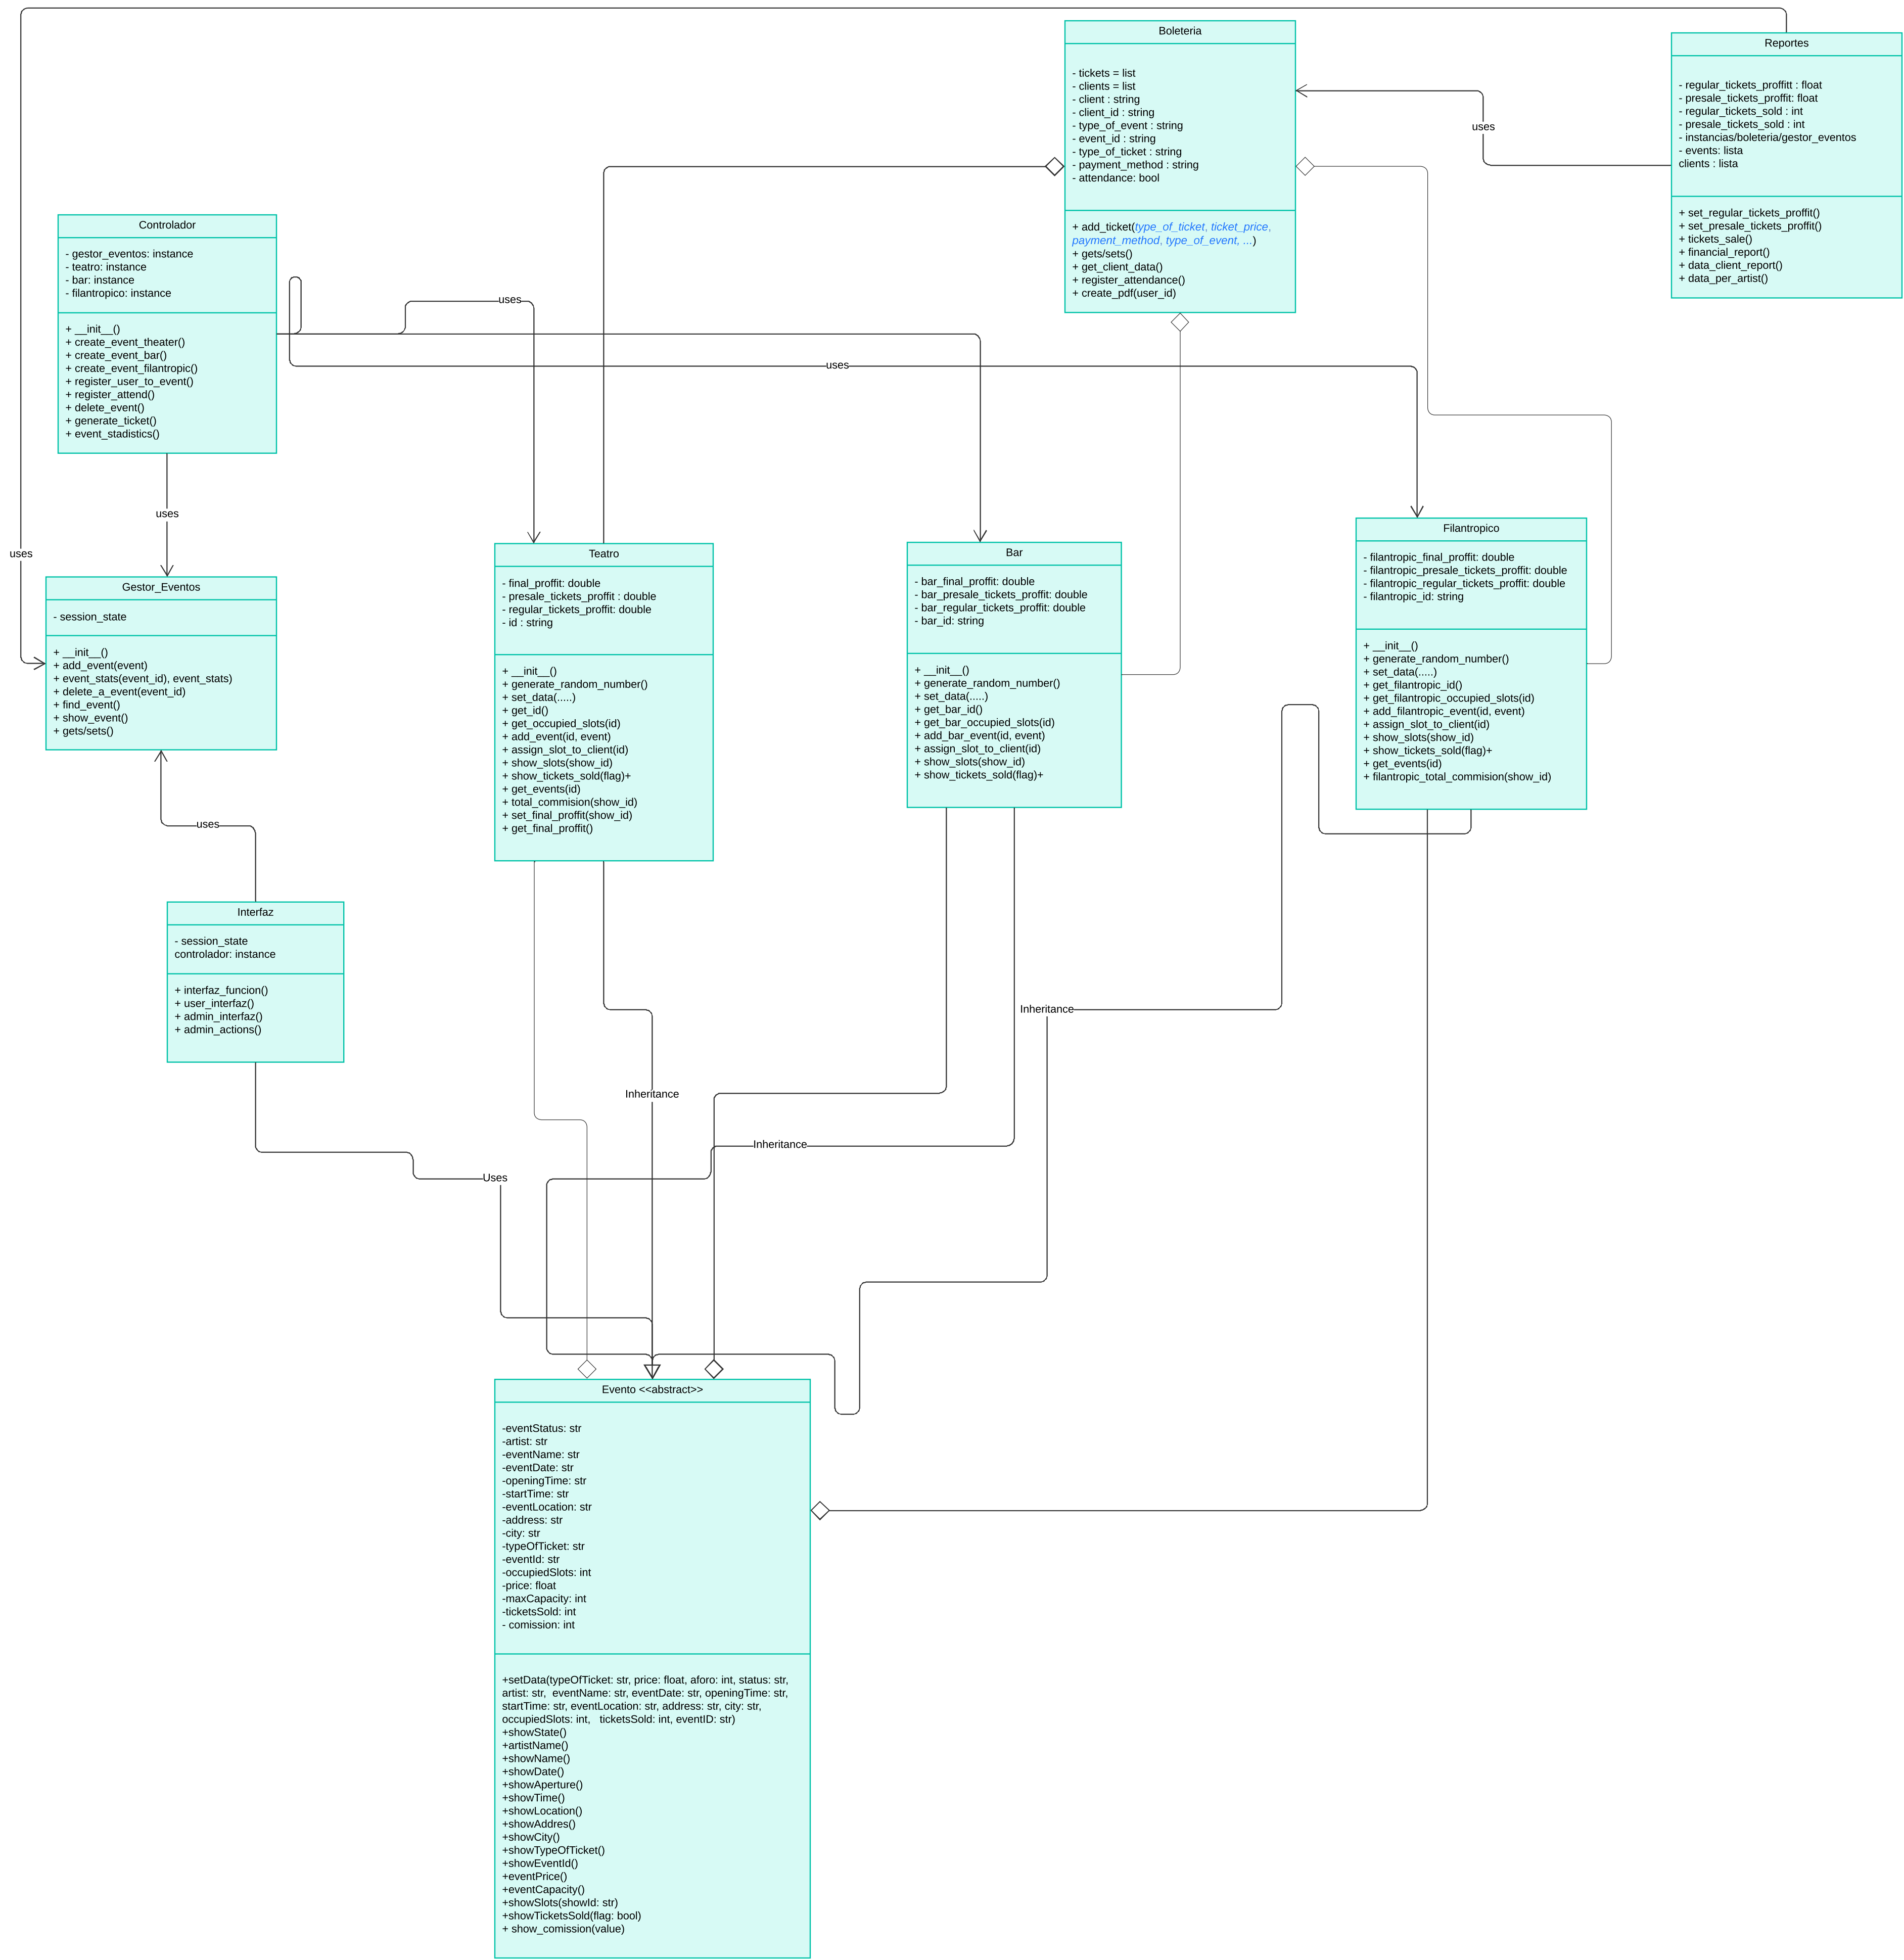 Boleteria
- tickets = list
- clients = list
- client : string
- client_id : string
- type_of_event : string
- event_id : string
- type_of_ticket : string
- payment_method : string
- attendance: bool
+ add_ticket(type_of_ticket, ticket_price,
payment_method, type_of_event, ...)
+ gets/sets()
+ get_client_data()
+ register_attendance()
+ create_pdf(user_id)
Reportes
- regular_tickets_proffitt : float
- presale_tickets_proffit: float
- regular_tickets_sold : int
- presale_tickets_sold : int
- instancias/boleteria/gestor_eventos
- events: lista
clients : lista
+ set_regular_tickets_proffit()
+ set_presale_tickets_proffit()
+ tickets_sale()
+ financial_report()
+ data_client_report()
+ data_per_artist()
uses
Controlador
- gestor_eventos: instance
- teatro: instance
- bar: instance
- filantropico: instance
+ __init__()
+ create_event_theater()
+ create_event_bar()
+ create_event_filantropic()
+ register_user_to_event()
+ register_attend()
+ delete_event()
+ generate_ticket()
+ event_stadistics()
uses
uses
uses
uses
Gestor_Eventos
- session_state
+ __init__()
+ add_event(event)
+ event_stats(event_id), event_stats)
+ delete_a_event(event_id)
+ find_event()
+ show_event()
+ gets/sets()
Teatro
- final_proffit: double
- presale_tickets_proffit : double
- regular_tickets_proffit: double
- id : string
+ __init__()
+ generate_random_number()
+ set_data(.....)
+ get_id()
+ get_occupied_slots(id)
+ add_event(id, event)
+ assign_slot_to_client(id)
+ show_slots(show_id)
+ show_tickets_sold(flag)+
+ get_events(id)
+ total_commision(show_id)
+ set_final_proffit(show_id)
+ get_final_proffit()
Bar
- bar_final_proffit: double
- bar_presale_tickets_proffit: double
- bar_regular_tickets_proffit: double
- bar_id: string
+ __init__()
+ generate_random_number()
+ set_data(.....)
+ get_bar_id()
+ get_bar_occupied_slots(id)
+ add_bar_event(id, event)
+ assign_slot_to_client(id)
+ show_slots(show_id)
+ show_tickets_sold(flag)+
Filantropico
- filantropic_final_proffit: double
- filantropic_presale_tickets_proffit: double
- filantropic_regular_tickets_proffit: double
- filantropic_id: string
+ __init__()
+ generate_random_number()
+ set_data(.....)
+ get_filantropic_id()
+ get_filantropic_occupied_slots(id)
+ add_filantropic_event(id, event)
+ assign_slot_to_client(id)
+ show_slots(show_id)
+ show_tickets_sold(flag)+
+ get_events(id)
+ filantropic_total_commision(show_id)
uses
Interfaz
- session_state
controlador: instance
+ interfaz_funcion()
+ user_interfaz()
+ admin_interfaz()
+ admin_actions()
Inheritance
Inheritance
Inheritance
Uses
Evento <<abstract>>
-eventStatus: str
-artist: str
-eventName: str
-eventDate: str
-openingTime: str
-startTime: str
-eventLocation: str
-address: str
-city: str
-typeOfTicket: str
-eventId: str
-occupiedSlots: int
-price: float
-maxCapacity: int
-ticketsSold: int
- comission: int
+setData(typeOfTicket: str, price: float, aforo: int, status: str,
artist: str,  eventName: str, eventDate: str, openingTime: str,
startTime: str, eventLocation: str, address: str, city: str,
occupiedSlots: int,   ticketsSold: int, eventID: str)
+showState()
+artistName()
+showName()
+showDate()
+showAperture()
+showTime()
+showLocation()
+showAddres()
+showCity()
+showTypeOfTicket()
+showEventId()
+eventPrice()
+eventCapacity()
+showSlots(showId: str)
+showTicketsSold(flag: bool)
+ show_comission(value)